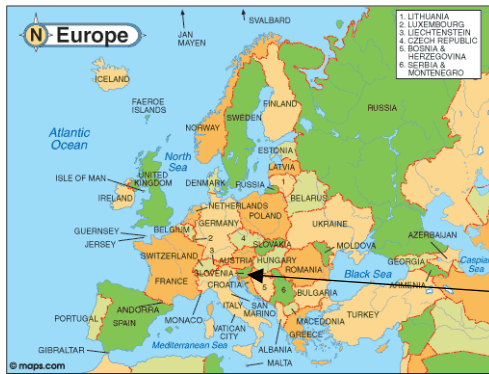 N
Europe
JAN
MAYEN
SVALBARD
1. LITHUANIA
2. LUXEMBOURG
3. LIECHTENSTEIN
4. CZECH REPUBLIC
5. BOSNIA &
HERZEGOVINA
6. SERBIA &
MONTENEGRO
ICELAND
FAEROE
ISLANDS
FINLAND
RUSSIA
NORWAY
SWEDEN
Atlantic
Ocean
ESTONIA
North
Sea
LATVIA
ISLE OF MAN
UNITED
KINGDOM
DENMARK
RUSSIA
1
IRELAND
NETHERLANDS
BELARUS
POLAND
GUERNSEY
JERSEY
BELGIUM
GERMANY
UKRAINE
2
4
SLOVAKIA
MOLDOVA
AZERBAIJAN
SWITZERLAND
3
AUSTRIA
HUNGARY
GEORGIA
Caspian
Sea
SLOVENIA
ROMANIA
FRANCE
CROATIA
Black Sea
ARMENIA
5
6
BULGARIA
ANDORRA
ITALY
SAN
MARINO
PORTUGAL
SPAIN
MONACO
VATICAN
CITY
MACEDONIA
TURKEY
GREECE
Mediterranean Sea
ALBANIA
GIBRALTAR
MALTA
© maps.com